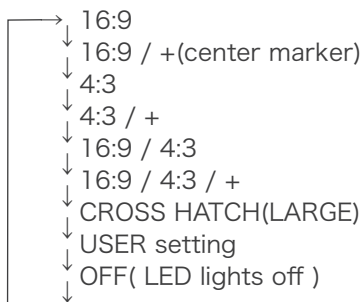 16:9
16:9 / +(center marker)
4:3
4:3 / +
16:9 / 4:3
16:9 / 4:3 / +
CROSS HATCH(LARGE)
USER setting
OFF( LED lights off )